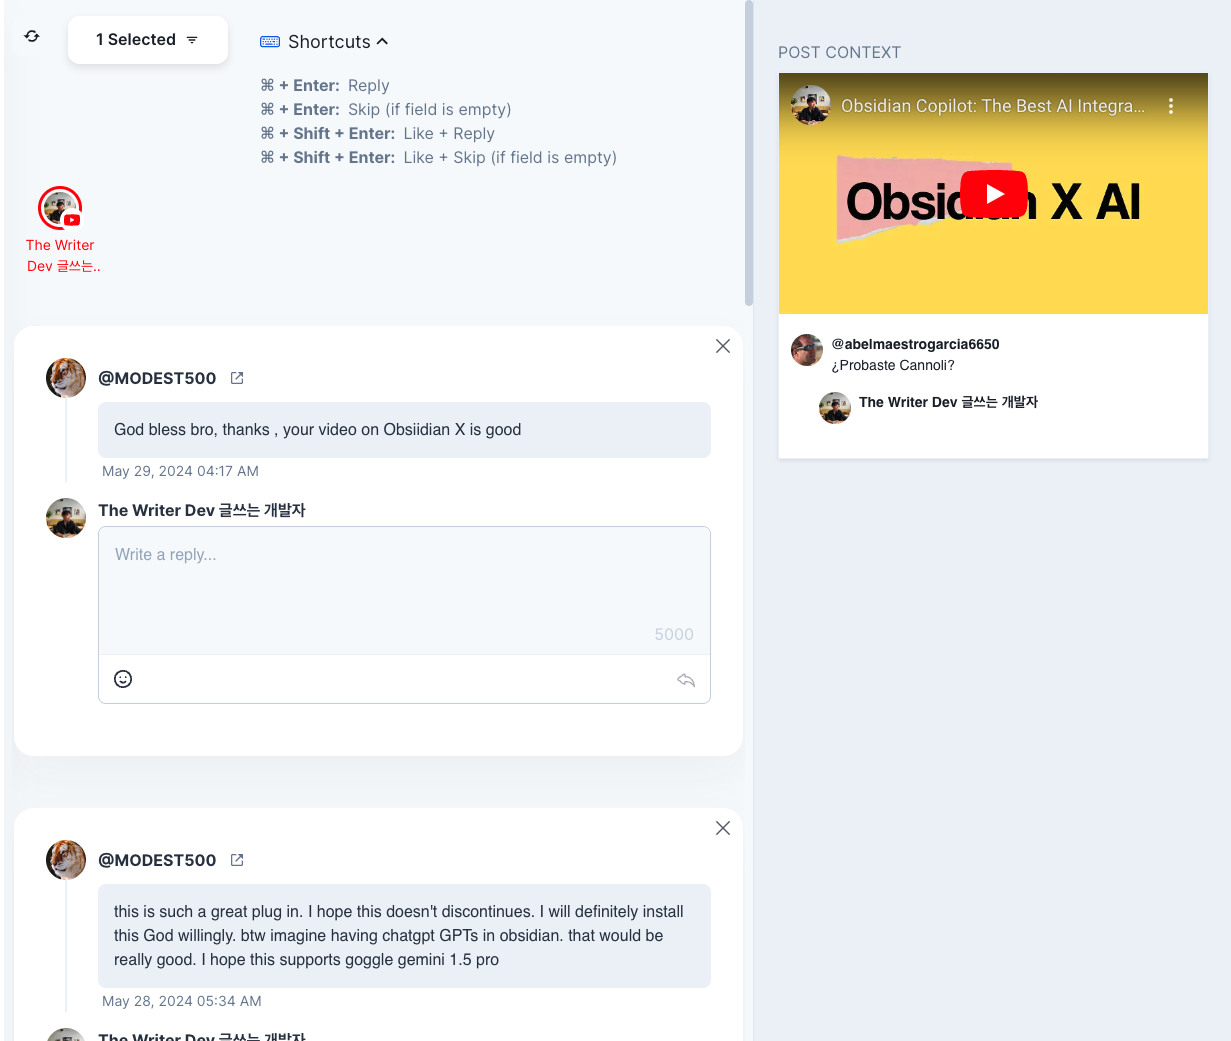 1 Selected
Shortcuts
⌘ + Enter: Reply
⌘ + Enter: Skip (if field is empty)
⌘ + Shift + Enter: Like + Reply
⌘ + Shift + Enter: Like + Skip (if field is empty)
The Writer
Dev 글쓰는..
@MODEST500
God bless bro, thanks , your video on Obsiidian X is good
May 29, 2024 04:17 AM
The Writer Dev 글쓰는 개발자
Write a reply...
5000
@MODEST500
this is such a great plug in. I hope this doesn't discontinues. I will definitely install
this God willingly. btw imagine having chatgpt GPTs in obsidian. that would be
really good. I hope this supports goggle gemini 1.5 pro
May 28, 2024 05:34 AM
The Writer Dev 글쓰는 개발자
POST CONTEXT
Obsidian Copilot: The Best AI Integra...
Obsidian X AI
@abelmaestrogarcia6650
¿Probaste Cannoli?
The Writer Dev 글쓰는 개발자